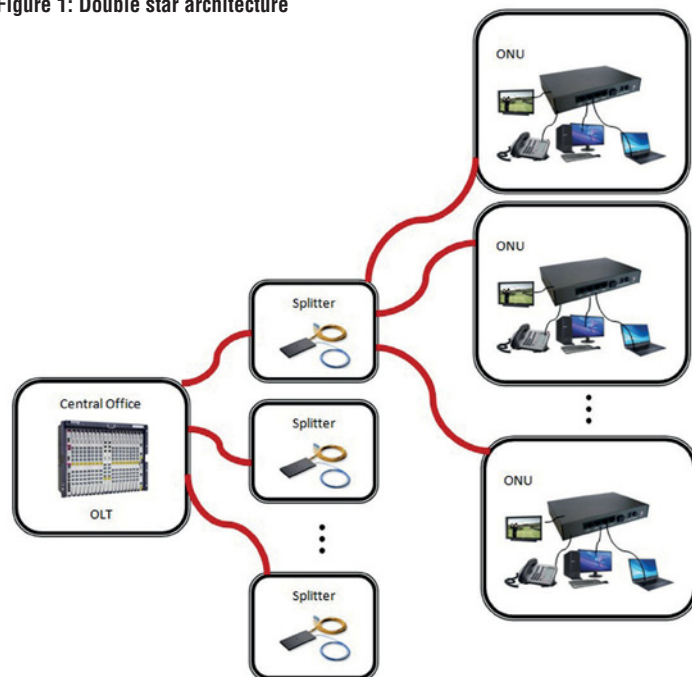 Figure 1: Double star architecture
ONU
ONU
Splitter
Central Office
OLT
Splitter
ONU
Splitter